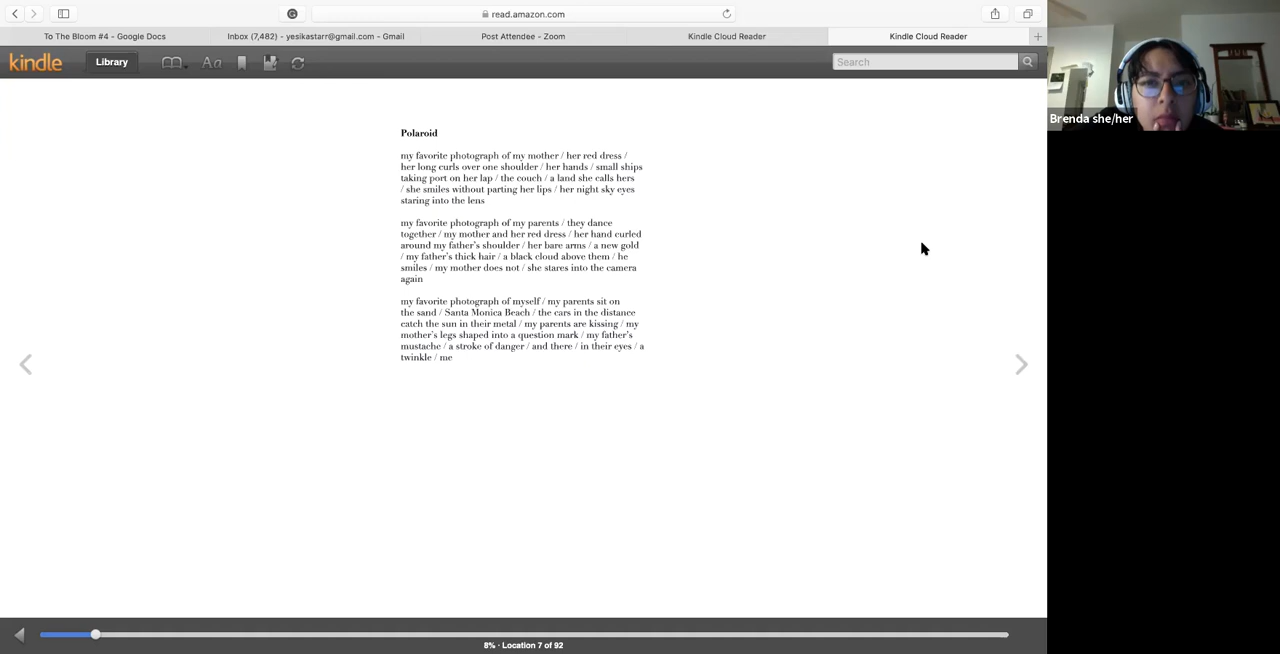 read.amazon.com
To The Bloom #4 - Google Docs
Inbox (7,482) - yesikastarr@gmail.com - Gmail
Post Attendee - Zoom
Kindle Cloud Reader
Kindle Cloud Reader
kindle
Library
Aa
Search
Brenda she/her
Polaroid
my favorite photograph of my mother / her red dress /
her long curls over one shoulder / her hands / small ships
taking port on her lap / the couch / a land she calls hers
/ she smiles without parting her lips / her night sky eyes
staring into the lens
my favorite photograph of my parents / they dance
together / my mother and her red dress / her hand curled
around my father's shoulder / her bare arms / a new gold
/ my father's thick hair / a black cloud above them / he
smiles / my mother does not / she stares into the camera
again
my favorite photograph of myself / my parents sit on
the sand / Santa Monica Beach / the cars in the distance
catch the sun in their metal / my parents are kissing / my
mother's legs shaped into a question mark / my father's
mustache / a stroke of danger / and there / in their eyes / a
twinkle / me
8% · Location 7 of 92